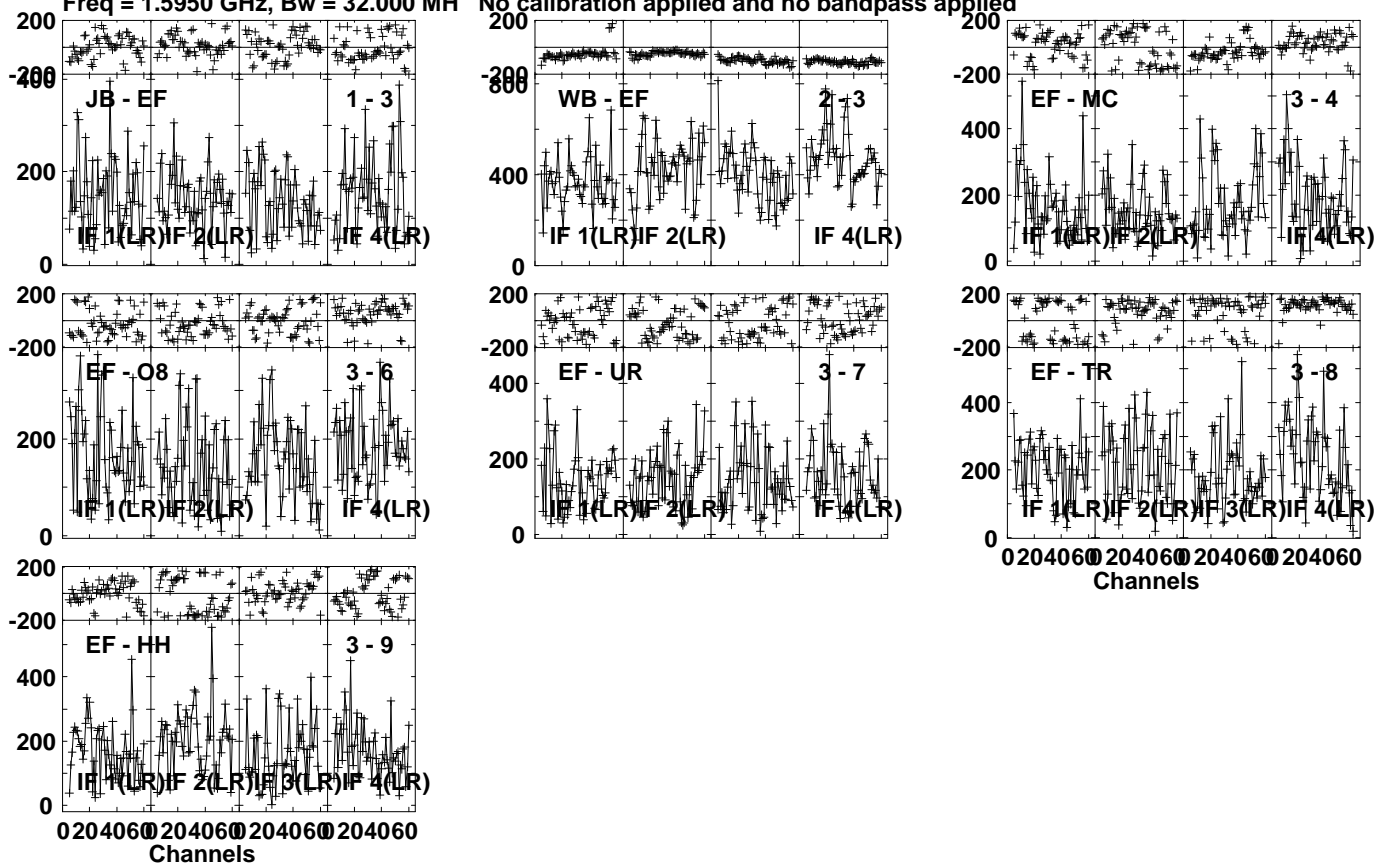 Freq = 1.5950 GHz, Bw = 32.000 MH No calibration applied and no bandpass applied
200
-200
400
200
0
JB - EF 1 - 3
IF 1(LR) IF 2(LR) IF 4(LR)
200
-200
800
400
0
WB - EF 2 - 3
IF 1(LR) IF 2(LR) IF 4(LR)
200
-200
400
200
0
EF - MC 3 - 4
IF 1(LR) IF 2(LR) IF 4(LR)
200
-200
200
0
EF - O8 3 - 6
IF 1(LR) IF 2(LR) IF 4(LR)
200
-200
400
200
0
EF - UR 3 - 7
IF 1(LR) IF 2(LR) IF 4(LR)
200
-200
400
200
0
EF - TR 3 - 8
IF 1(LR) IF 2(LR) IF 3(LR) IF 4(LR)
0 20 40 60 0 20 40 60 0 20 40 60 0 20 40 60
Channels
200
-200
400
200
0
EF - HH 3 - 9
IF 1(LR) IF 2(LR) IF 3(LR) IF 4(LR)
0 20 40 60 0 20 40 60 0 20 40 60 0 20 40 60
Channels